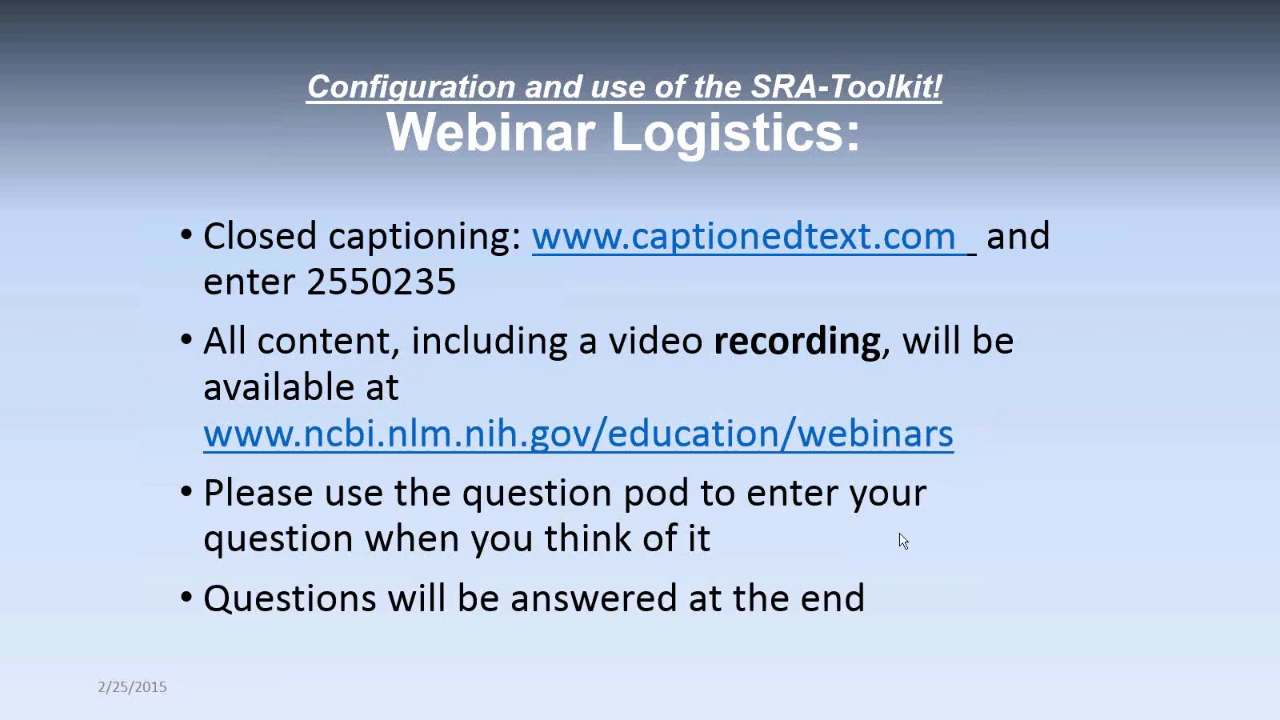 Configuration and use of the SRA-Toolkit!
Webinar Logistics:
• Closed captioning: www.captionedtext.com and
enter 2550235
• All content, including a video recording, will be
available at
www.ncbi.nlm.nih.gov/education/webinars
• Please use the question pod to enter your
question when you think of it
• Questions will be answered at the end
2/25/2015